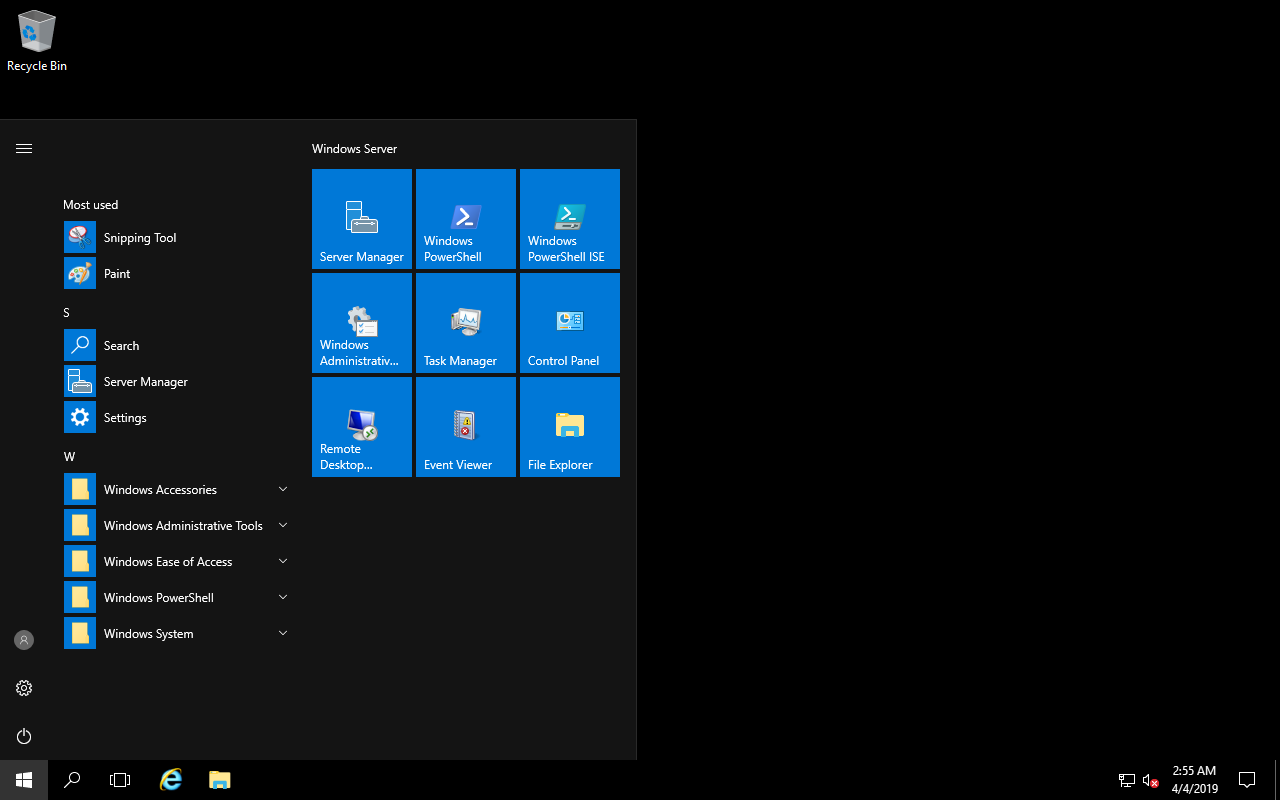 Recycle Bin
Windows Server
Most used
Snipping Tool
Paint
S
Search
Server Manager
Settings
W
Windows Accessories
Windows Administrative Tools
Windows Ease of Access
Windows PowerShell
Windows System
Server Manager
Windows
PowerShell
Windows
PowerShell ISE
Windows
Administrativ...
Task Manager
Control Panel
Remote
Desktop...
Event Viewer
File Explorer
2:55 AM
4/4/2019